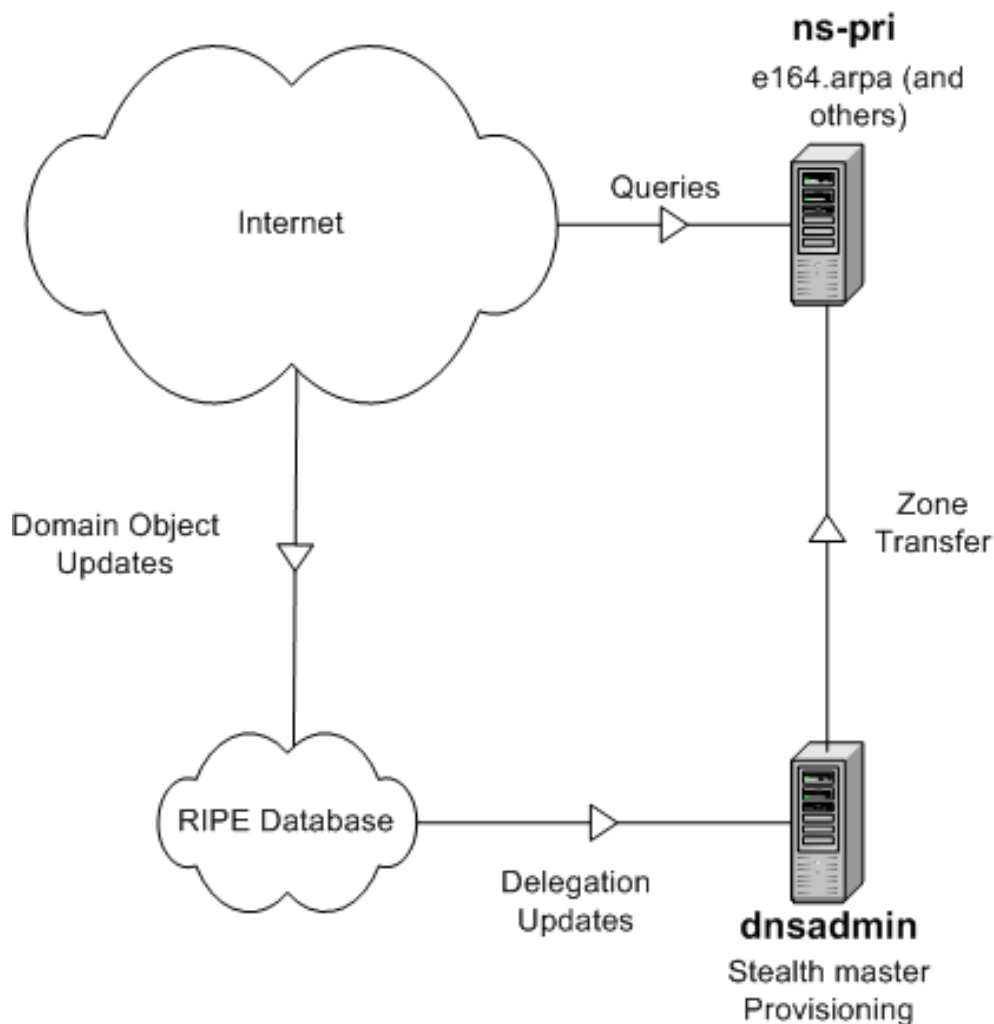 ns-pri
e164.arpa (and
others)
Queries
Internet
Domain Object
Updates
Zone
Transfer
RIPE Database
Delegation
Updates
dnsadmin
Stealth master
Provisioning